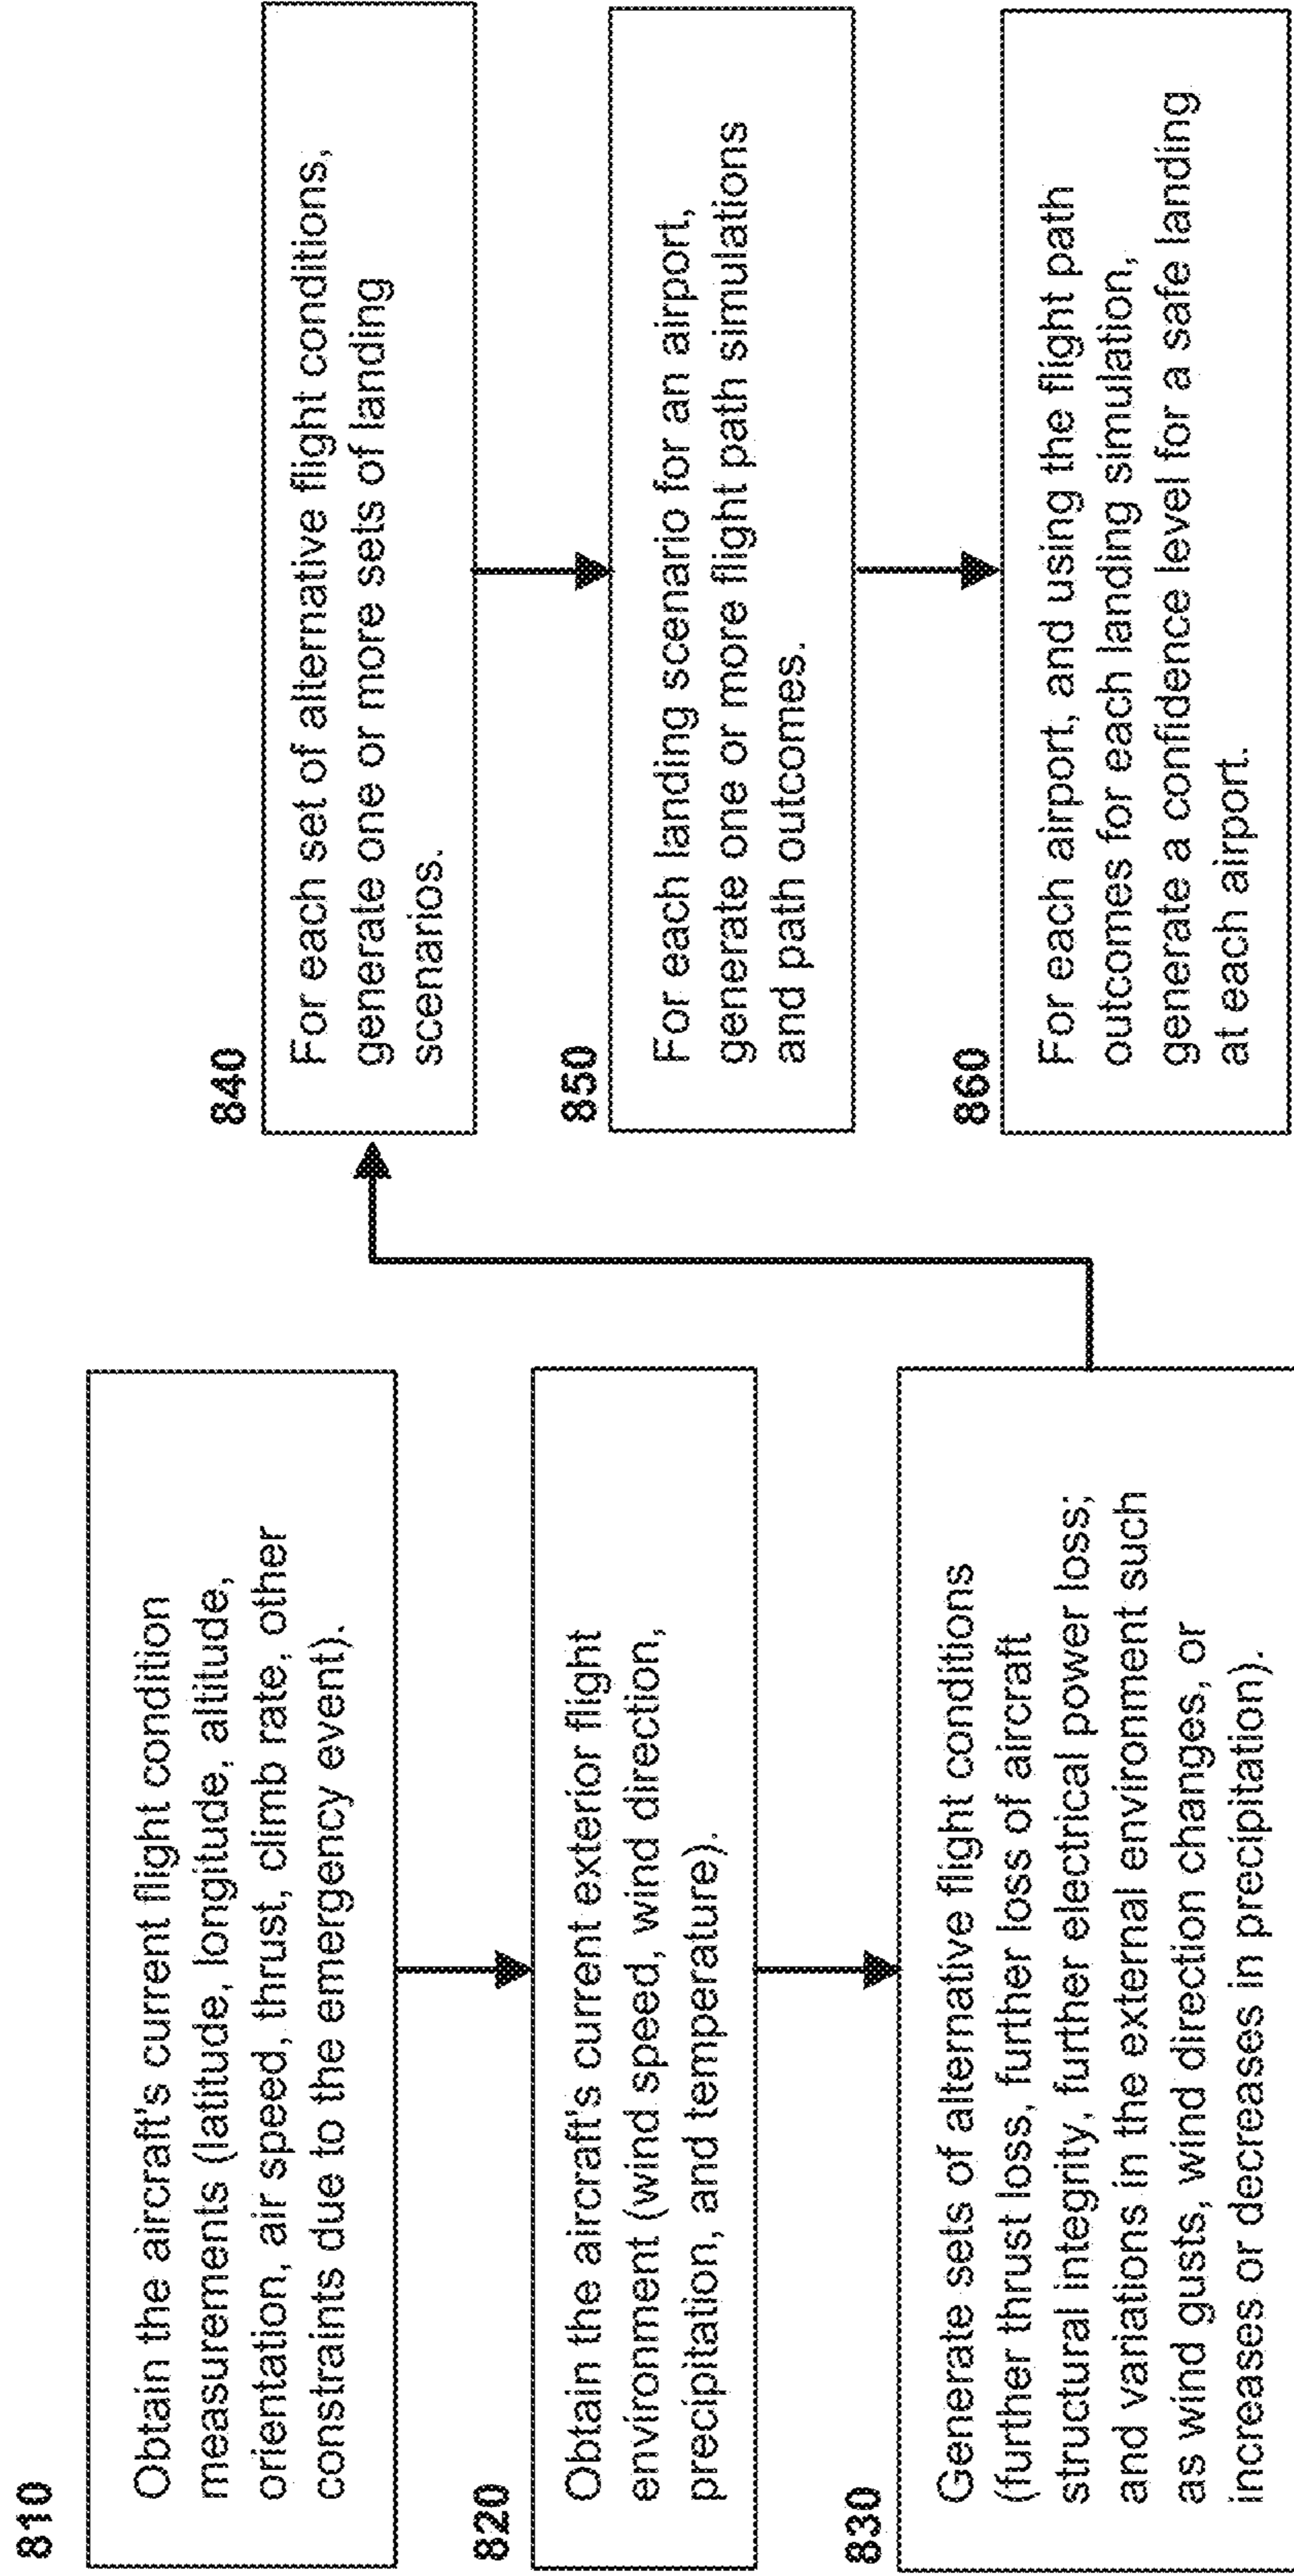 810
Obtain the aircraft's current flight condition
measurements (latitude, longitude, altitude,
orientation, air speed, thrust, climb rate, other
constraints due to the emergency event).
820
Obtain the aircraft's current exterior flight
environment (wind speed, wind direction,
precipitation, and temperature).
830
Generate sets of alternative flight conditions
(further thrust loss, further loss of aircraft
structural integrity, further electrical power loss;
and variations in the external environment such
as wind gusts, wind direction changes, or
increases or decreases in precipitation).
840
For each set of alternative flight conditions,
generate one or more sets of landing
scenarios.
850
For each landing scenario for an airport,
generate one or more flight path simulations
and path outcomes.
860
For each airport, and using the flight path
outcomes for each landing simulation,
generate a confidence level for a safe landing
at each airport.